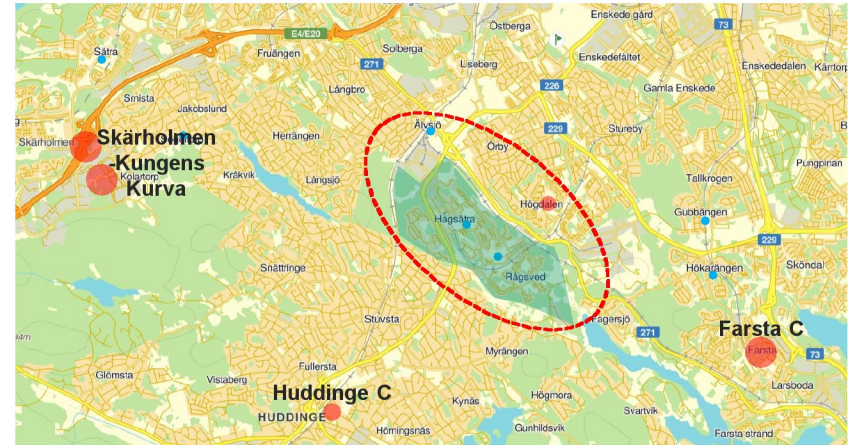 Enskede gård
Östberga
73
E4/E20
Solberga
Sätra
Fruängen
Enskedefältet
271
Liseberg
Enskededalen
Kärrtorp
Långbro
226
Gamla Enskede
Smista
Jakobslund
Älvsjö
229
Stureby
Skärholmen
Skärholmen
-Kungens
Kurva
Herrängen
Örby
B
Pungpinan
Kolartorp
Kråkvik
Långsjö
Tallkrogen
Högdalen
Gubbängen
Hagsätra
229
Snättringe
Rågsved
Hökarängen
Sköndal
Stuvsta
Fagersjö
271
Farsta C
94m
Myrängen
Farsta
73
Fullersta
Glömsta
Vistaberg
Huddinge C
Högmora
Larsboda
HUDDINGE
Kynäs
Svartvik
Hörningsnäs
Gunhildsvik
Farsta strand